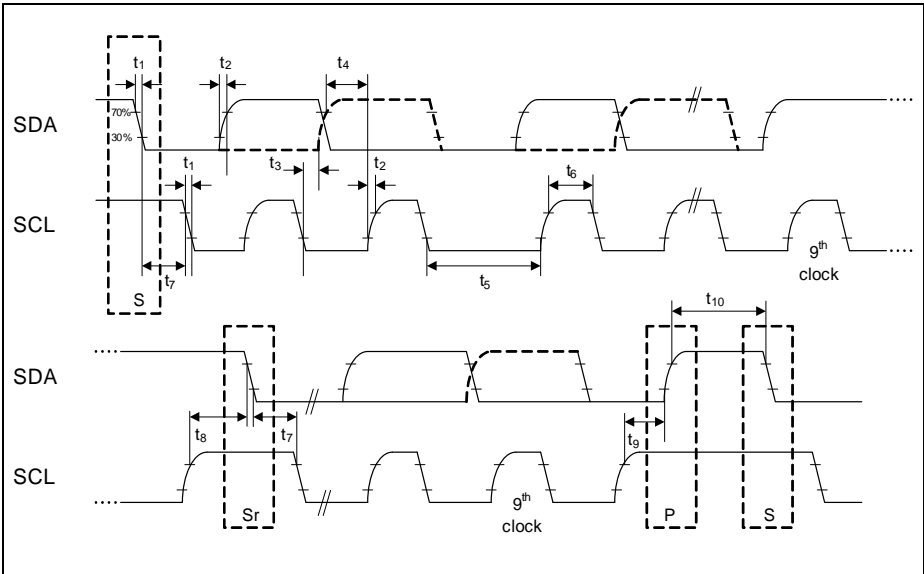 t1 t2 t4
70%
SDA
30%
t1 t3 t2 t6
SCL
t7 t5 9th
clock
S t10
SDA
t8 t7 t9
SCL
Sr 9th
clock P S